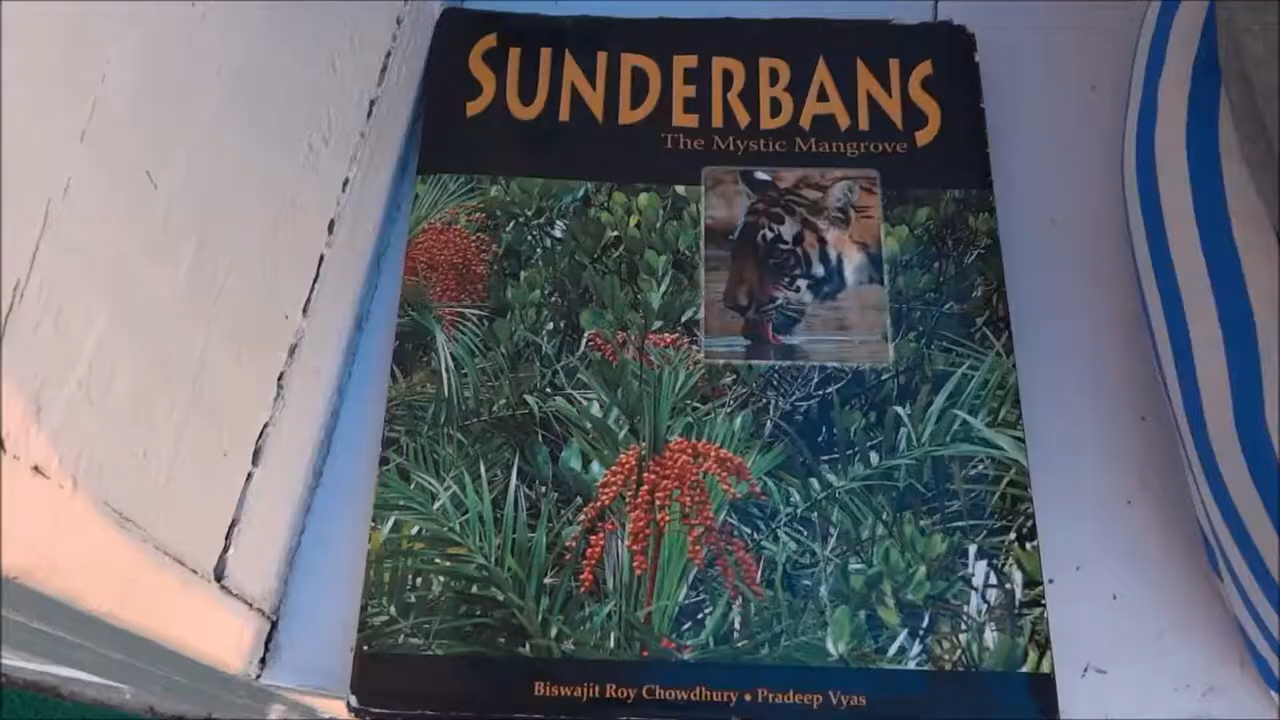 SUNDERBANS
The Mystic Mangrove
Biswajit Roy Chowdhury • Pradeep Vyas